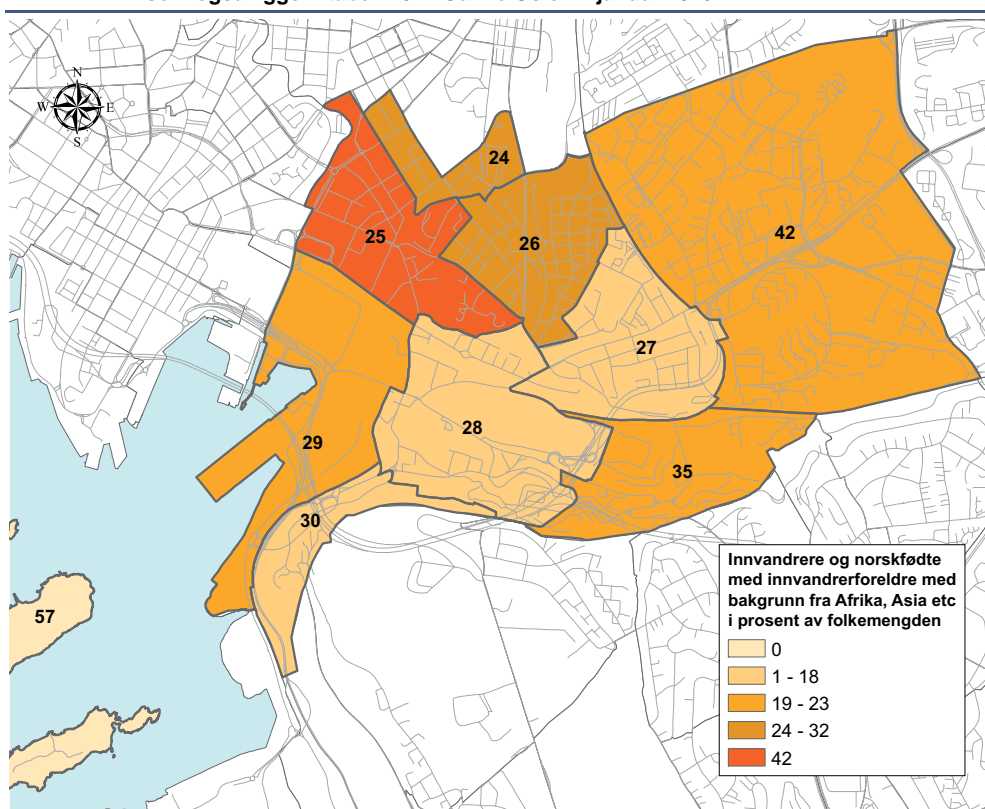 N
W E
S
24
25
26
42
27
28
29
35
30
57
Innvandrere og norskfødte
med innvandrerforeldre med
bakgrunn fra Afrika, Asia etc
i prosent av folkemengden
0
1 - 18
19 - 23
24 - 32
42